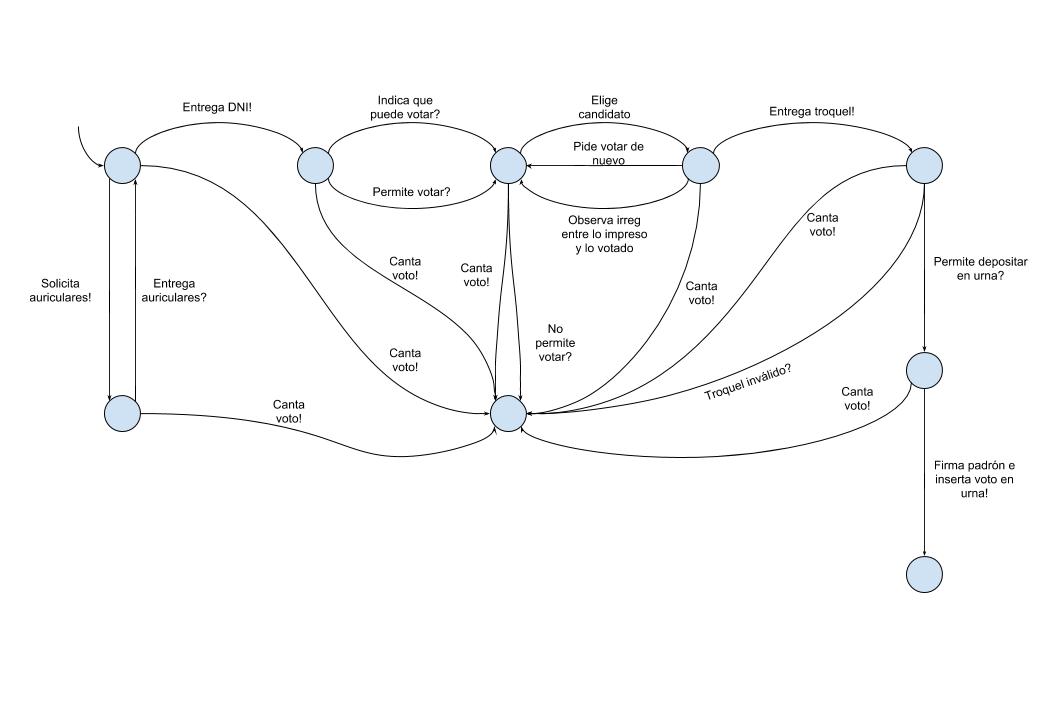 Entrega DNI!
Indica que
puede votar?
Elige
candidato
Entrega troquel!
Pide votar de
nuevo
Permite votar?
Observa irreg
entre lo impreso
y lo votado
Canta
voto!
Canta
voto!
Canta
voto!
Permite depositar
en urna?
Solicita
auriculares!
Entrega
auriculares?
Canta
voto!
No
permite
votar?
Canta
voto!
Troquel inválido?
Canta
voto!
Canta
voto!
Firma padrón e
inserta voto en
urna!